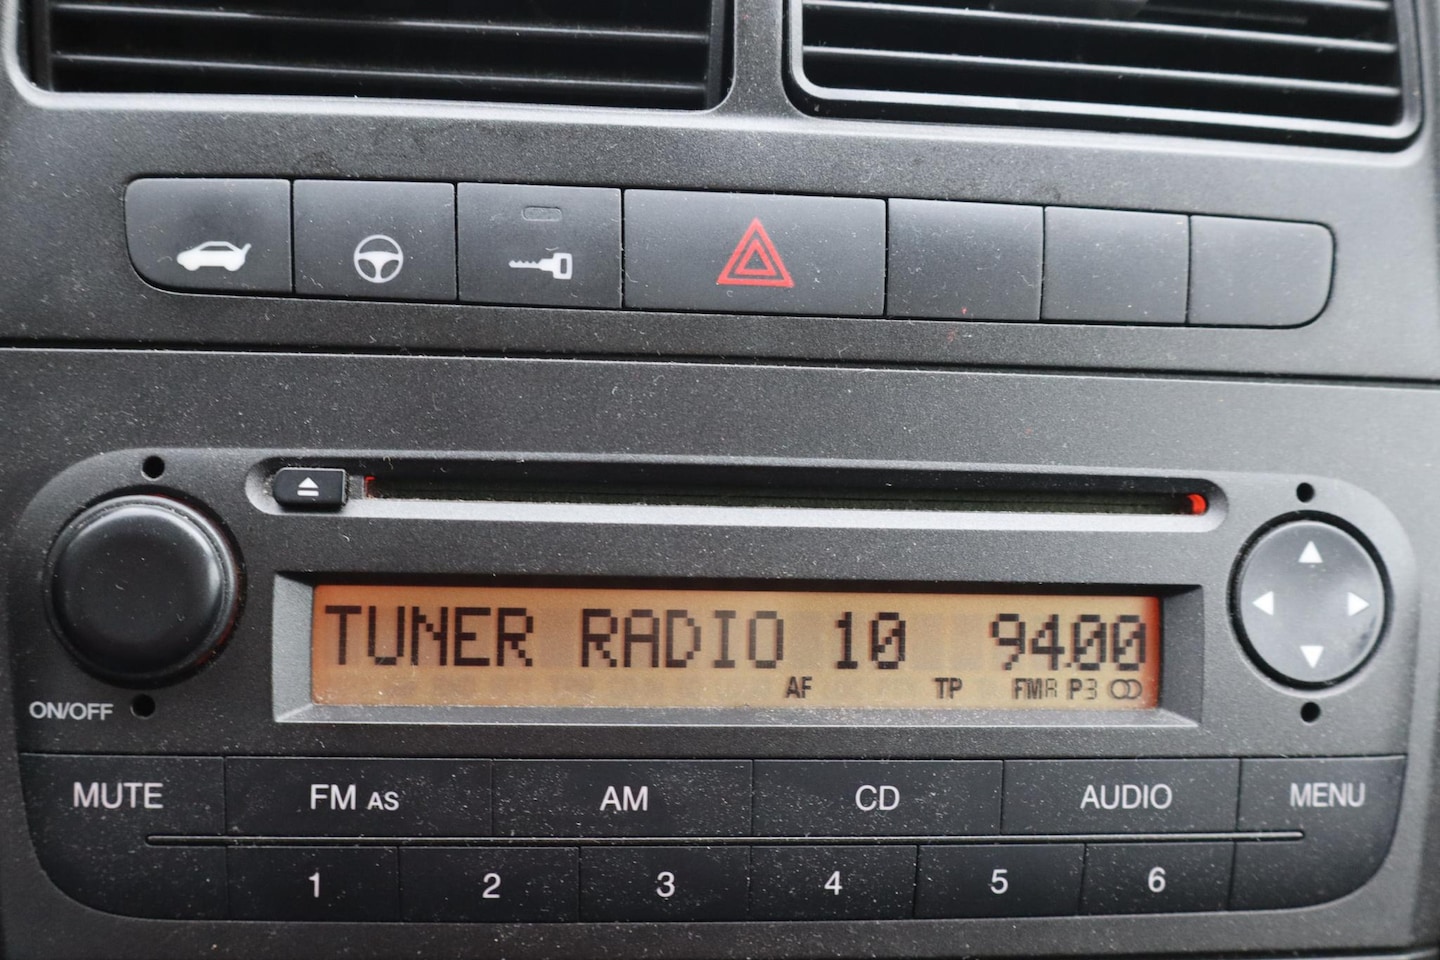 TUNER RADIO 10 94.00
AF TP FMA P3
ON/OFF
MUTE FM AS AM CD AUDIO MENU
1 2 3 4 5 6